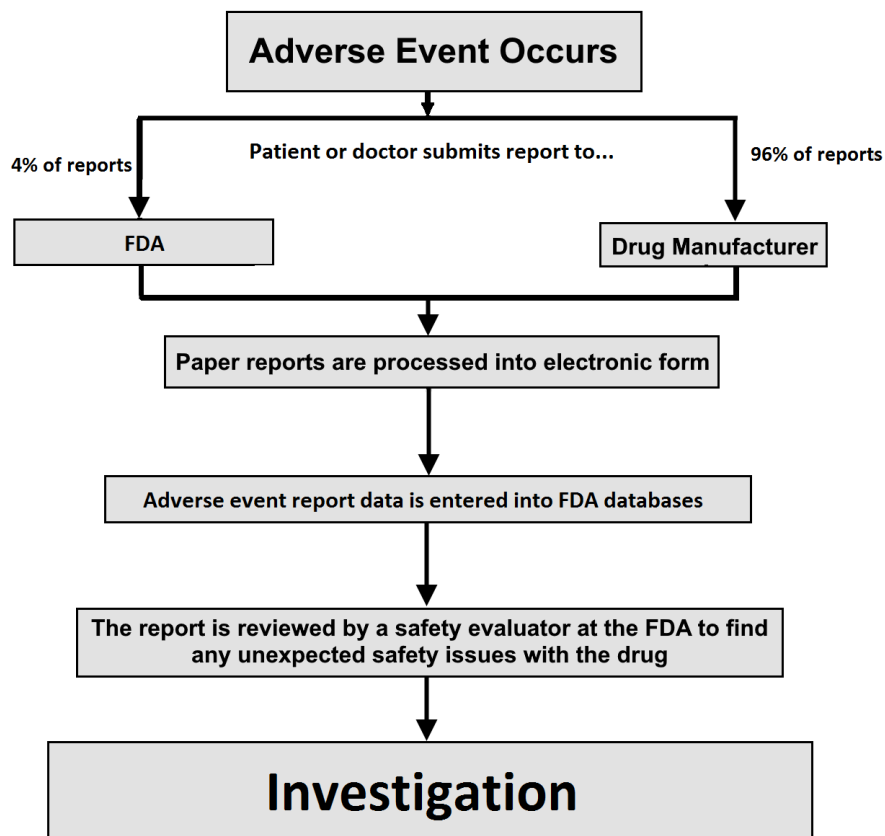 Adverse Event Occurs
4% of reports
Patient or doctor submits report to...
96% of reports
FDA
Drug Manufacturer
Paper reports are processed into electronic form
Adverse event report data is entered into FDA databases
The report is reviewed by a safety evaluator at the FDA to find
any unexpected safety issues with the drug
Investigation